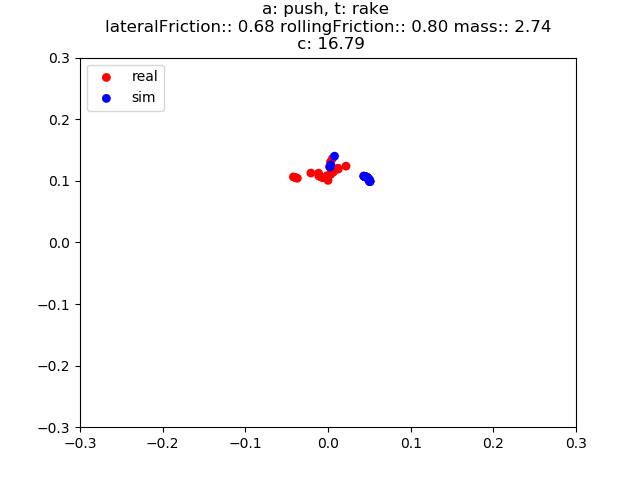 a: push, t: rake
lateralFriction:: 0.68 rollingFriction:: 0.80 mass:: 2.74
c: 16.79
real
sim
0.3
0.2
0.1
0.0
−0.1
−0.2
−0.3
−0.3 −0.2 −0.1 0.0 0.1 0.2 0.3